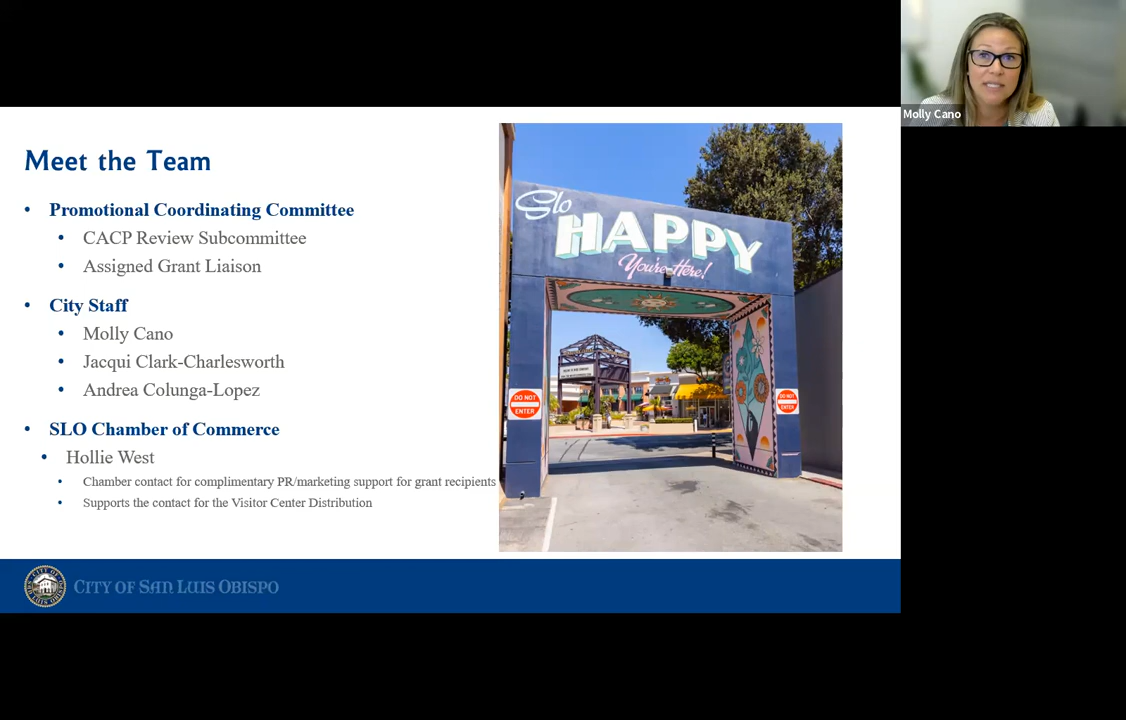 Molly Cano
Meet the Team
• Promotional Coordinating Committee
• CACP Review Subcommittee
• Assigned Grant Liaison
• City Staff
• Molly Cano
• Jacqui Clark-Charlesworth
• Andrea Colunga-Lopez
• SLO Chamber of Commerce
• Hollie West
• Chamber contact for complimentary PR/marketing support for grant recipients
• Supports the contact for the Visitor Center Distribution
Slo
HAPPY
You're Here!
DO NOT
ENTER
DO NOT
ENTER
CITY OF SAN LUIS OBISPO